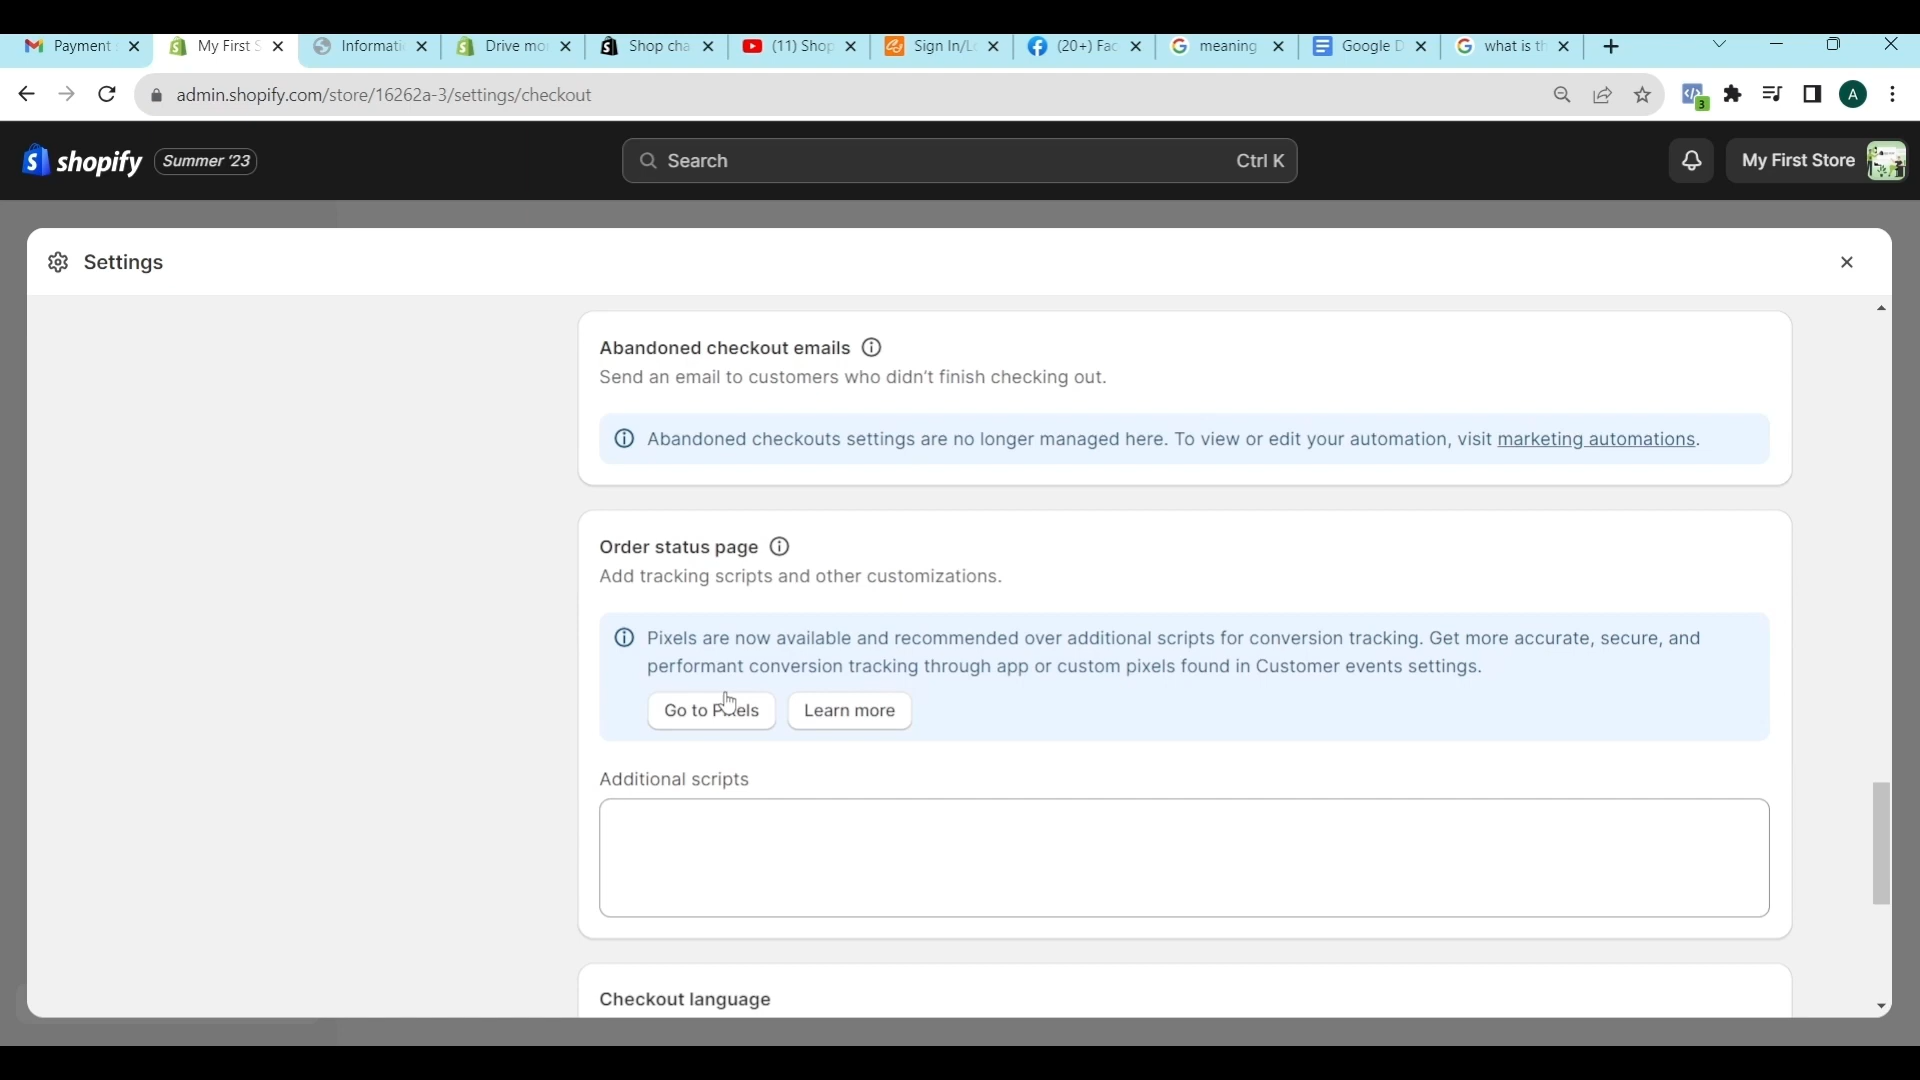 Payment
My First S
Informati
Drive mo
Shop cha
(11) Shop
Sign In/L
(20+) Fac
meaning
Google D
what is th
admin.shopify.com/store/16262a-3/settings/checkout
3
A
shopify
Summer '23
Search
Ctrl K
My First Store
Settings
Abandoned checkout emails
Send an email to customers who didn't finish checking out.
Abandoned checkouts settings are no longer managed here. To view or edit your automation, visit marketing automations.
Order status page
Add tracking scripts and other customizations.
Pixels are now available and recommended over additional scripts for conversion tracking. Get more accurate, secure, and
performant conversion tracking through app or custom pixels found in Customer events settings.
Go to Pixels
Learn more
Additional scripts
Checkout language